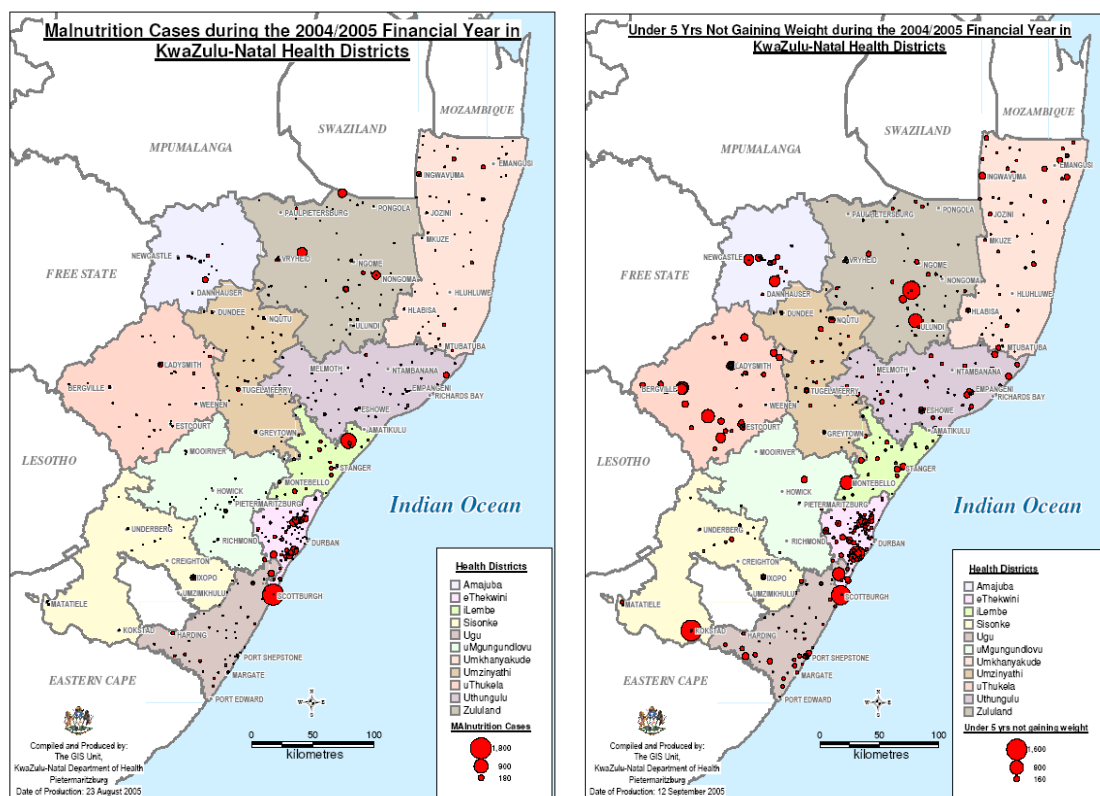 Malnutrition Cases during the 2004/2005 Financial Year in
KwaZulu-Natal Health Districts
MOZAMBIQUE
SWAZILAND
MPUMALANGA
EMANGUSI
INGWAVUMA
PAULPIETERSBURG
PONGOLA
JOZINI
MKUZE
NEWCASTLE
VRYHEID
NGOME
FREE STATE
NONGOMA
DANNHAUSER
HLUHLUWE
DUNDEE
NQUTU
HLABISA
ULUNDI
MTUBATUBA
LADYSMITH
MELMOTH
NTAMBANANA
BERGVILLE
TUGELA FERRY
EMPANGENI
RICHARDS BAY
WEENEN
ESHOWE
ESTCOURT
GREYTOWN
AMATIKULU
MOOIRIVER
LESOTHO
STANGER
MONTEBELLO
HOWICK
PIETERMARITZBURG
Indian Ocean
UNDERBERG
RICHMOND
DURBAN
CREIGHTON
IXOPO
UMZIMKHULU
SCOTTBURGH
MATATIELE
KOKSTAD
HARDING
PORT SHEPSTONE
EASTERN CAPE
MARGATE
PORT EDWARD
N
W
E
S
Health Districts
Amajuba
eThekwini
iLembe
Sisonke
Ugu
uMgungundlovu
Umkhanyakude
Umzinyathi
uThukela
Uthungulu
Zululand
MAlnutrition Cases
1,800
900
180
0
50
100
kilometres
Compiled and Produced by:
The GIS Unit,
KwaZulu-Natal Department of Health
Pietermaritzburg
Date of Production: 23 August 2005
Under 5 Yrs Not Gaining Weight during the 2004/2005 Financial Year in
KwaZulu-Natal Health Districts
MOZAMBIQUE
SWAZILAND
MPUMALANGA
EMANGUSI
INGWAVUMA
PAULPIETERSBURG
PONGOLA
JOZINI
MKUZE
NEWCASTLE
VRYHEID
NGOME
FREE STATE
NONGOMA
DANNHAUSER
HLUHLUWE
DUNDEE
NQUTU
HLABISA
ULUNDI
MTUBATUBA
LADYSMITH
MELMOTH
NTAMBANANA
BERGVILLE
TUGELA FERRY
EMPANGENI
RICHARDS BAY
WEENEN
ESHOWE
ESTCOURT
GREYTOWN
AMATIKULU
MOOIRIVER
LESOTHO
STANGER
MONTEBELLO
HOWICK
PIETERMARITZBURG
Indian Ocean
UNDERBERG
RICHMOND
DURBAN
CREIGHTON
IXOPO
UMZIMKHULU
SCOTTBURGH
MATATIELE
KOKSTAD
HARDING
PORT SHEPSTONE
EASTERN CAPE
MARGATE
PORT EDWARD
N
W
E
S
Health Districts
Amajuba
eThekwini
iLembe
Sisonke
Ugu
uMgungundlovu
Umkhanyakude
Umzinyathi
uThukela
Uthungulu
Zululand
Under 5 yrs not gaining weight
1,600
800
160
0
50
100
kilometres
Compiled and Produced by:
The GIS Unit,
KwaZulu-Natal Department of Health
Pietermaritzburg
Date of Production: 12 September 2005